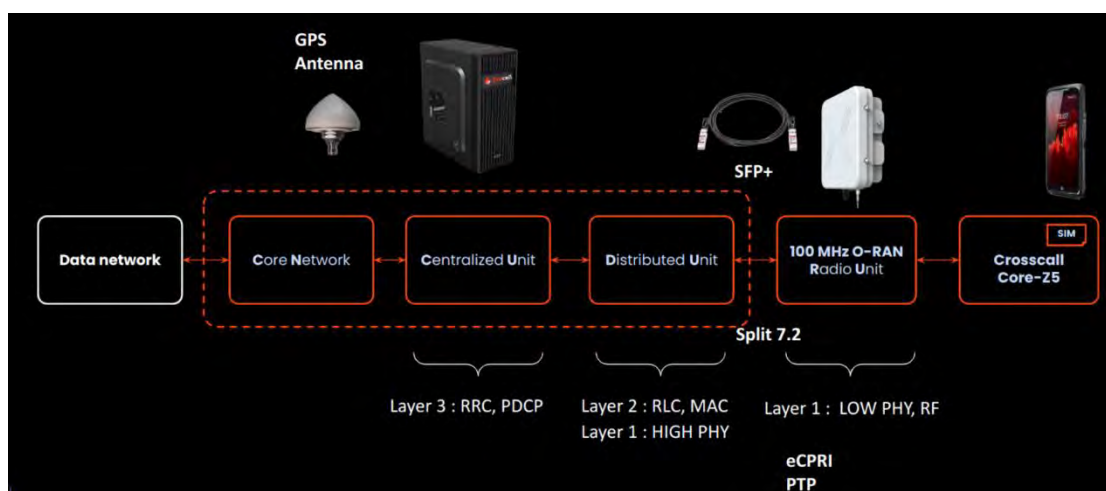 GPS
Antenna
SFP+
Data network
Core Network
Centralized Unit
Distributed Unit
100 MHz O-RAN
Radio Unit
SIM
Crosscall
Core-Z5
Split 7.2
Layer 3 : RRC, PDCP
Layer 2 : RLC, MAC
Layer 1 : HIGH PHY
Layer 1 : LOW PHY, RF
eCPRI
PTP